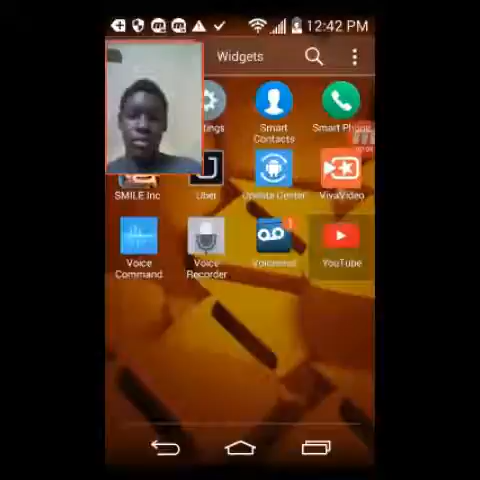 12:42 PM
Widgets
Smart
Contacts
Smart Phone
SMILE Inc
Uber
Update Center
VivaVideo
1
Voice
Command
Voice
Recorder
Voicemail
YouTube